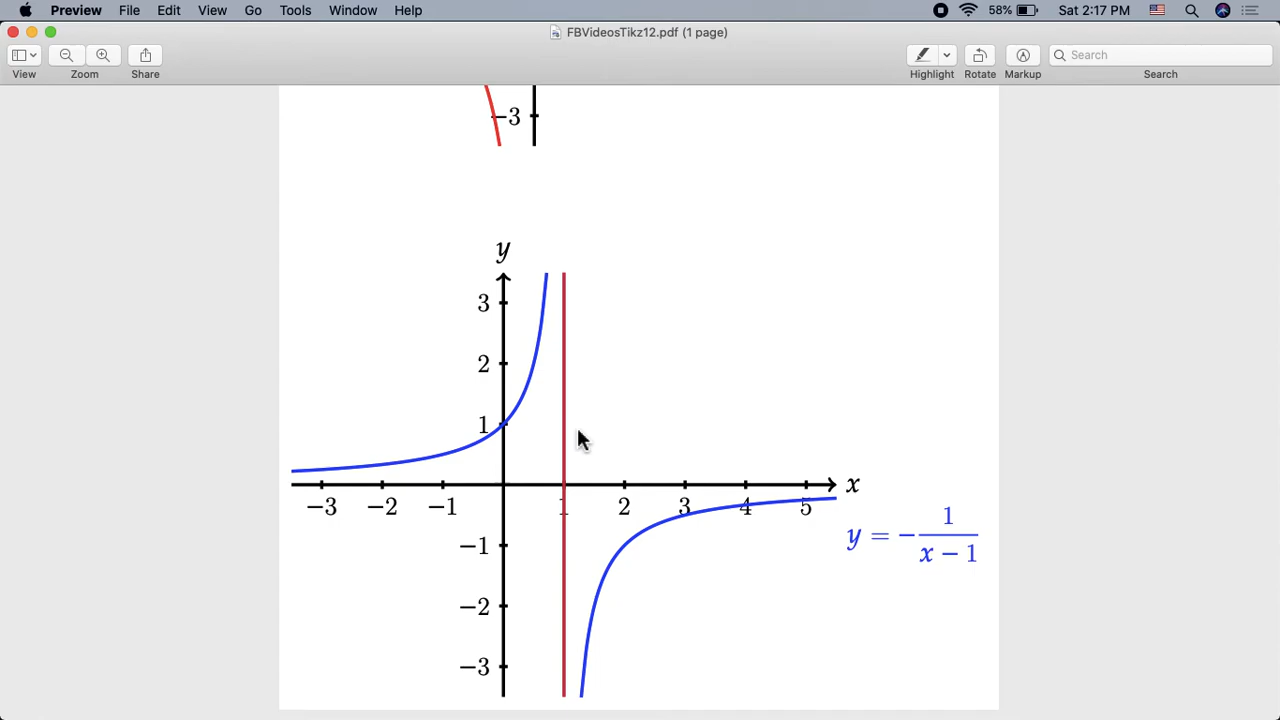 Preview File Edit View Go Tools Window Help 58% Sat 2:17 PM
FBVideosTikz12.pdf (1 page)
Search
View Zoom Share Highlight Rotate Markup Search
−3
y
3
2
1
x
−3 −2 −1 1 2 3 4 5
y = −1/(x − 1)
−1
−2
−3